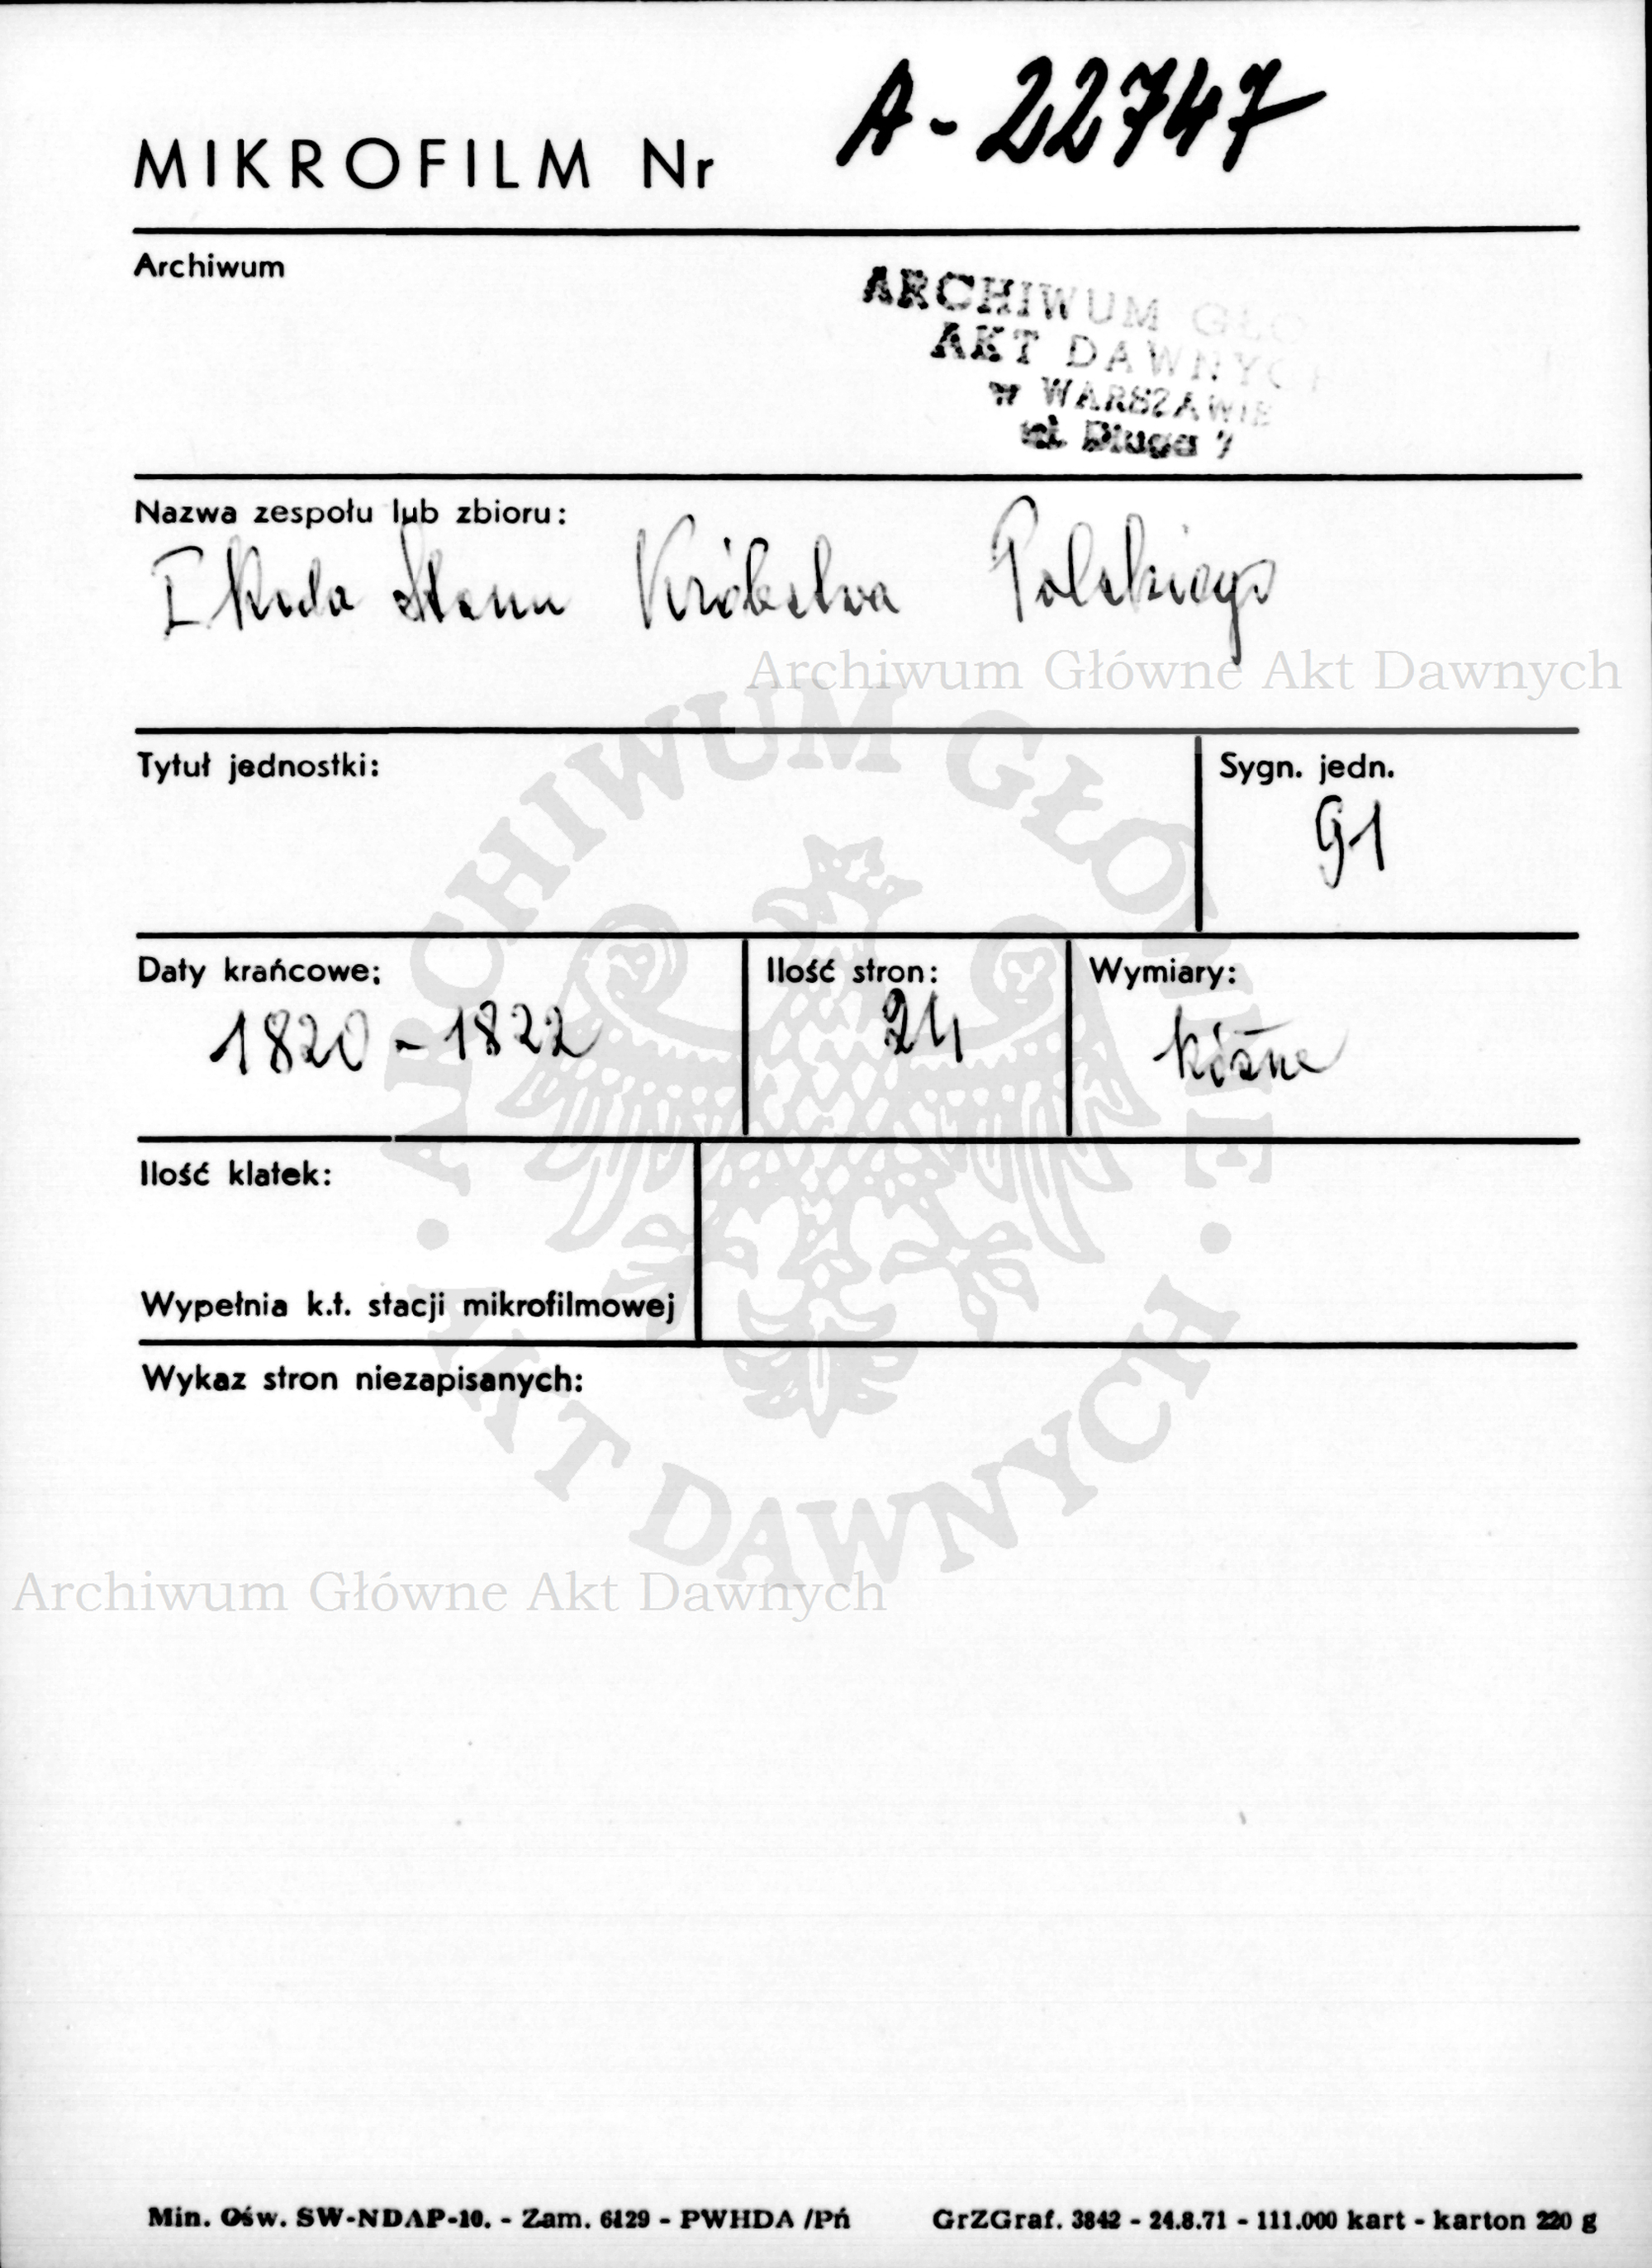 A-22747
MIKROFILM Nr
Archiwum
ARCHIWUM GŁO
AKT DAWNYCH
w WARSZAWIE
ul. Długa 7
Nazwa zespołu lub zbioru:
I Rada Stanu Królestwa Polskiego
Archiwum Główne Akt Dawnych
Tytuł jednostki:
Sygn. jedn.
91
Daty krańcowe:
1820-1822
Ilość stron:
24
Wymiary:
różne
Ilość klatek:
Wypełnia k.t. stacji mikrofilmowej
Wykaz stron niezapisanych:
ARCHIWUM GŁÓWNE · AKT DAWNYCH ·
Archiwum Główne Akt Dawnych
Min. Ośw. SW-NDAP-10. - Zam. 6129 - PWHDA /Pń
GrZGraf. 3842 - 24.8.71 - 111.000 kart - karton 220 g